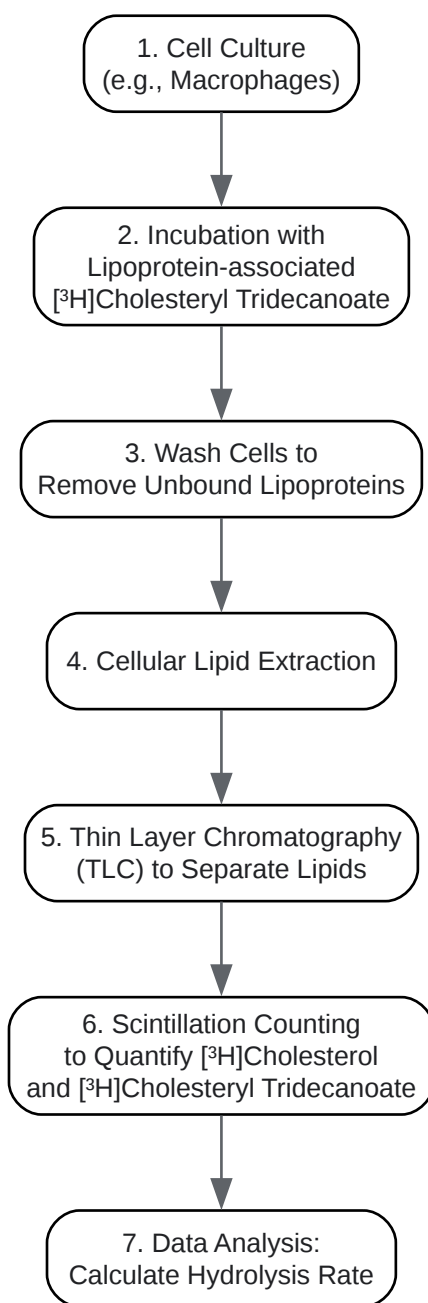 1. Cell Culture
(e.g., Macrophages)
2. Incubation with
Lipoprotein-associated
[³H]Cholesteryl Tridecanoate
3. Wash Cells to
Remove Unbound Lipoproteins
4. Cellular Lipid Extraction
5. Thin Layer Chromatography
(TLC) to Separate Lipids
6. Scintillation Counting
to Quantify [³H]Cholesterol
and [³H]Cholesteryl Tridecanoate
7. Data Analysis:
Calculate Hydrolysis Rate